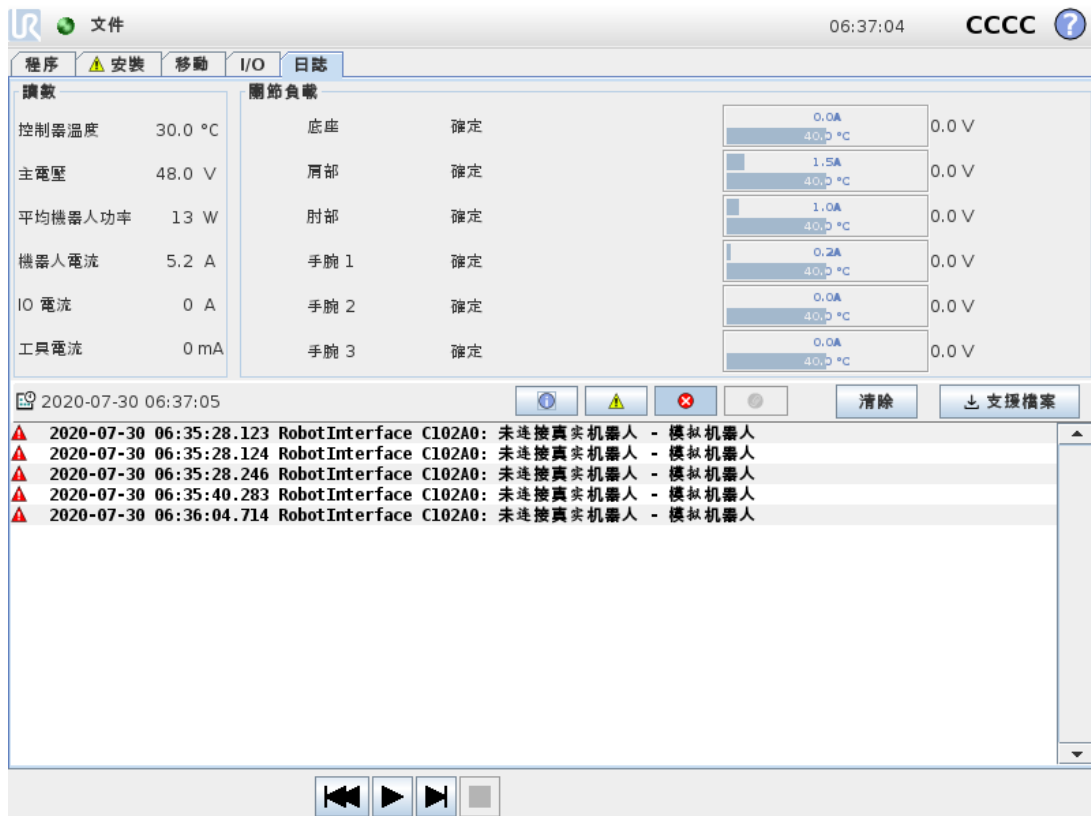 UR 文件 06:37:04 CCCC ?
程序 安裝 移動 I/O 日誌
讀數 關節負載
控制器溫度 30.0 °C
主電壓 48.0 V
平均機器人功率 13 W
機器人電流 5.2 A
IO 電流 0 A
工具電流 0 mA
底座 確定 0.0A 40.0 °C 0.0 V
肩部 確定 1.5A 40.0 °C 0.0 V
肘部 確定 1.0A 40.0 °C 0.0 V
手腕 1 確定 0.2A 40.0 °C 0.0 V
手腕 2 確定 0.0A 40.0 °C 0.0 V
手腕 3 確定 0.0A 40.0 °C 0.0 V
2020-07-30 06:37:05 清除 支援檔案
2020-07-30 06:35:28.123 RobotInterface C102A0: 未连接真实机器人 - 模拟机器人
2020-07-30 06:35:28.124 RobotInterface C102A0: 未连接真实机器人 - 模拟机器人
2020-07-30 06:35:28.246 RobotInterface C102A0: 未连接真实机器人 - 模拟机器人
2020-07-30 06:35:40.283 RobotInterface C102A0: 未连接真实机器人 - 模拟机器人
2020-07-30 06:36:04.714 RobotInterface C102A0: 未连接真实机器人 - 模拟机器人